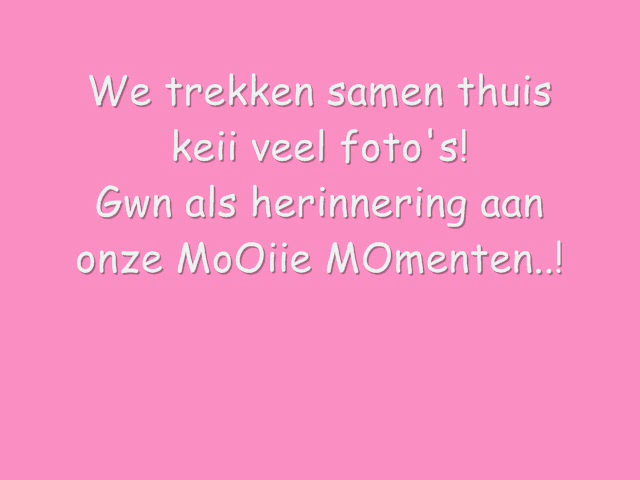 We trekken samen thuis
keii veel foto's!
Gwn als herinnering aan
onze MoOiie MOmenten..!